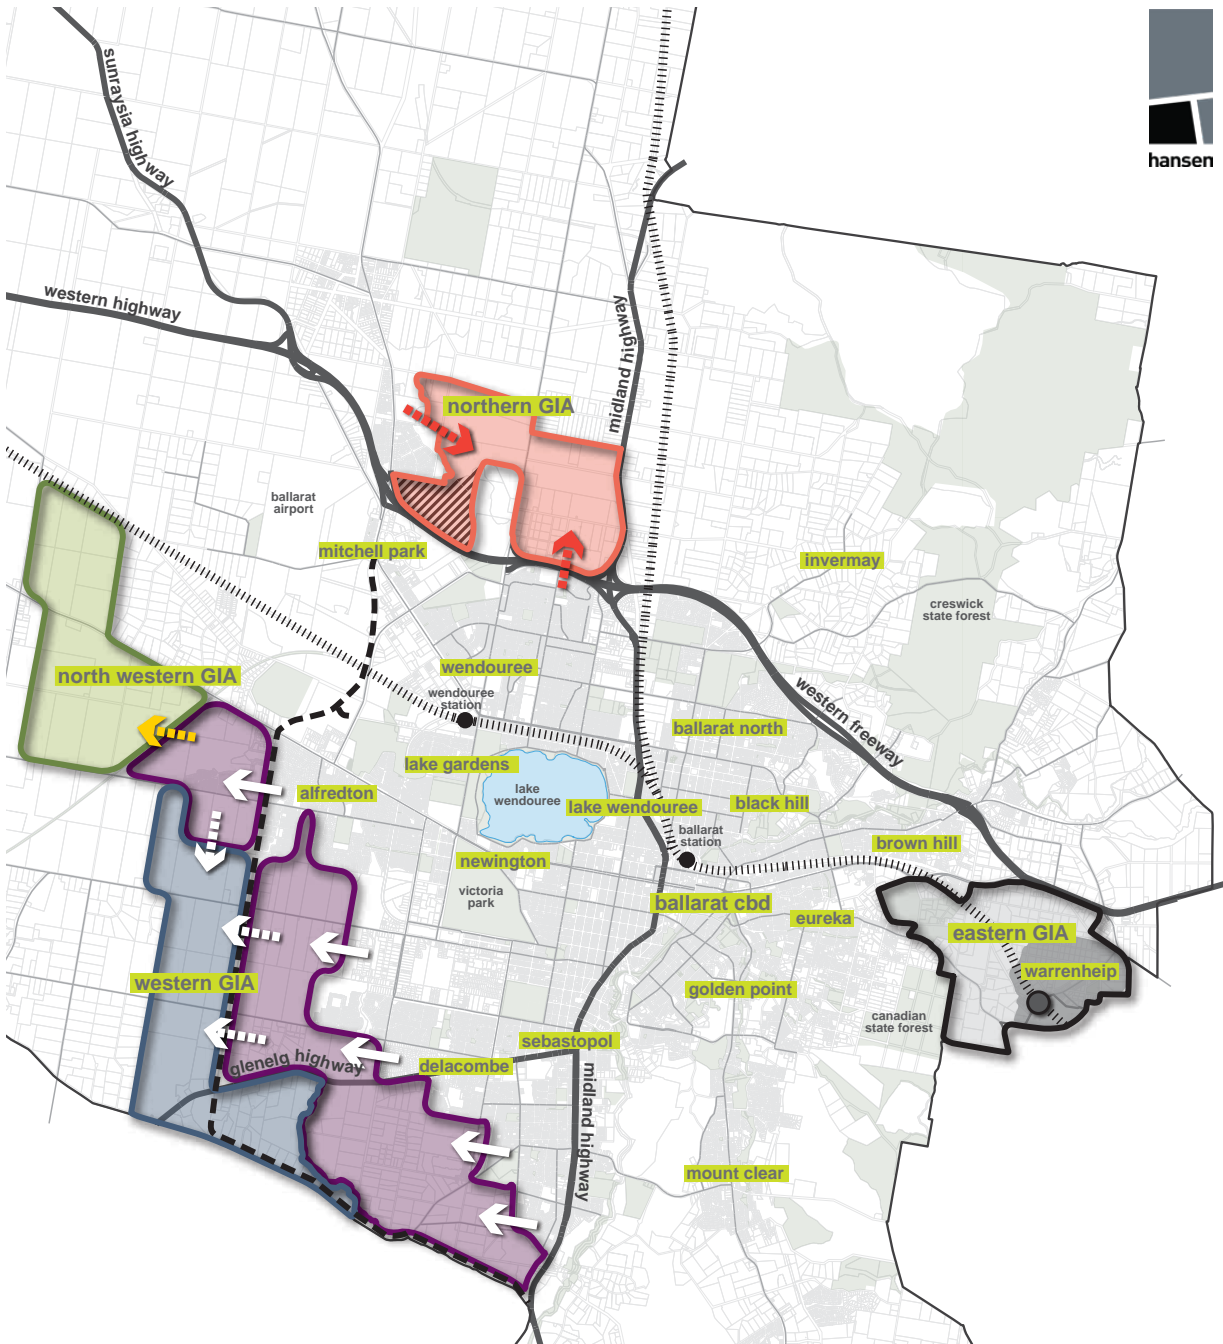 hansen
sunraysia highway
western highway
midland highway
northern GIA
ballarat
airport
mitchell park
invermay
creswick
state forest
north western GIA
wendouree
wendouree
station
western freeway
ballarat north
lake gardens
alfredton
lake
wendouree
lake wendouree
black hill
ballarat
station
brown hill
newington
victoria
park
ballarat cbd
eureka
eastern GIA
warrenheip
western GIA
golden point
canadian
state forest
sebastopol
glenelg highway
delacombe
midland highway
mount clear